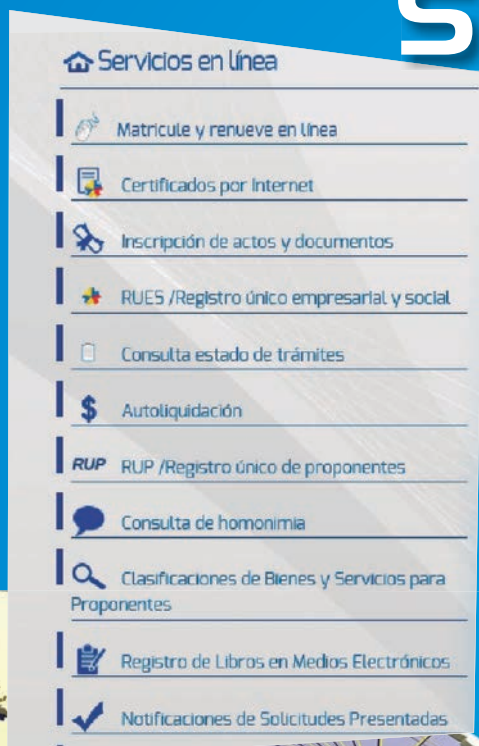 S
Servicios en línea
Matricule y renueve en línea
Certificados por Internet
Inscripción de actos y documentos
RUES /Registro único empresarial y social
Consulta estado de trámites
$ Autoliquidación
RUP RUP /Registro único de proponentes
Consulta de homonimia
Clasificaciones de Bienes y Servicios para
Proponentes
Registro de Libros en Medios Electrónicos
Notificaciones de Solicitudes Presentadas